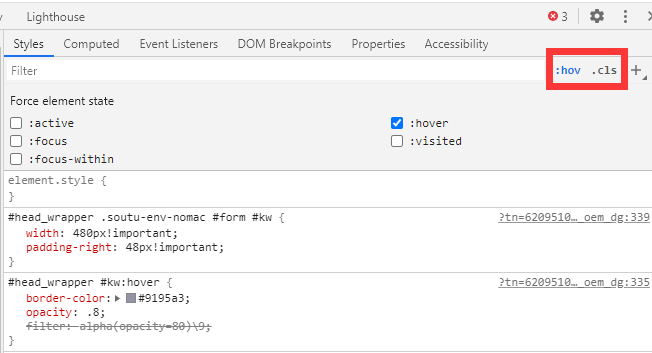 Lighthouse 3
Styles Computed Event Listeners DOM Breakpoints Properties Accessibility
Filter :hov .cls
Force element state
:active :hover
:focus :visited
:focus-within
element.style {
}
#head_wrapper .soutu-env-nomac #form #kw { ?tn=6209510…_oem_dg:339
width: 480px!important;
padding-right: 48px!important;
}
#head_wrapper #kw:hover { ?tn=6209510…_oem_dg:335
border-color: #9195a3;
opacity: .8;
filter: alpha(opacity=80)\9;
}